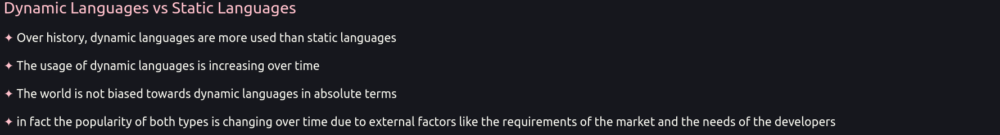 Dynamic Languages vs Static Languages
✦ Over history, dynamic languages are more used than static languages
✦ The usage of dynamic languages is increasing over time
✦ The world is not biased towards dynamic languages in absolute terms
✦ in fact the popularity of both types is changing over time due to external factors like the requirements of the market and the needs of the developers